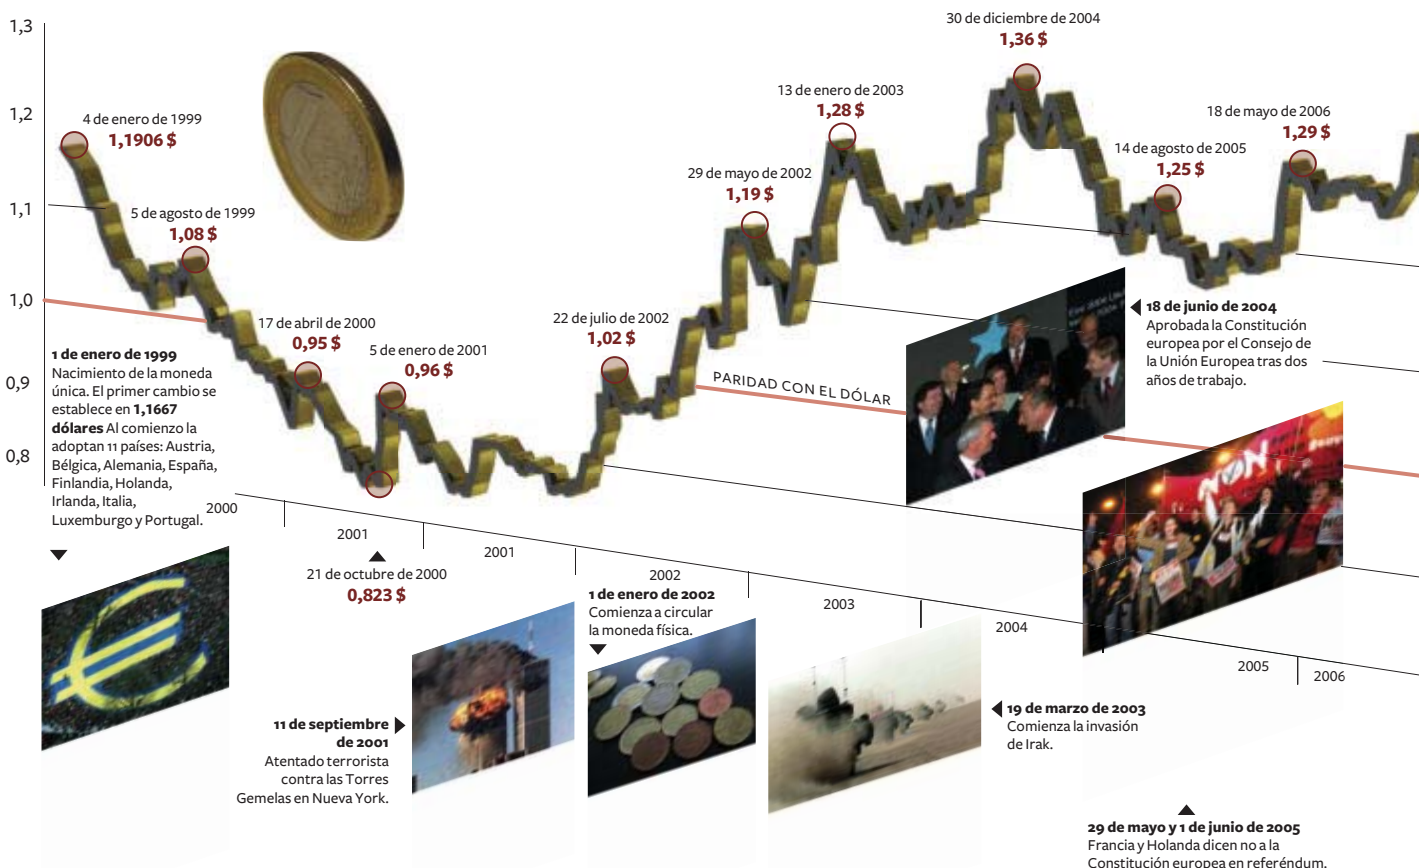 1,3
1,2
1,1
1,0
0,9
0,8
4 de enero de 1999
1,1906 $
5 de agosto de 1999
1,08 $
17 de abril de 2000
0,95 $
5 de enero de 2001
0,96 $
22 de julio de 2002
1,02 $
29 de mayo de 2002
1,19 $
13 de enero de 2003
1,28 $
30 de diciembre de 2004
1,36 $
14 de agosto de 2005
1,25 $
18 de mayo de 2006
1,29 $
1 de enero de 1999
Nacimiento de la moneda
única. El primer cambio se
establece en 1,1667
dólares Al comienzo la
adoptan 11 países: Austria,
Bélgica, Alemania, España,
Finlandia, Holanda,
Irlanda, Italia,
Luxemburgo y Portugal.
PARIDAD CON EL DÓLAR
18 de junio de 2004
Aprobada la Constitución
europea por el Consejo de
la Unión Europea tras dos
años de trabajo.
NON
2000
2001
2001
2002
2003
2004
2005
2006
21 de octubre de 2000
0,823 $
1 de enero de 2002
Comienza a circular
la moneda física.
11 de septiembre
de 2001
Atentado terrorista
contra las Torres
Gemelas en Nueva York.
19 de marzo de 2003
Comienza la invasión
de Irak.
29 de mayo y 1 de junio de 2005
Francia y Holanda dicen no a la
Constitución europea en referéndum.